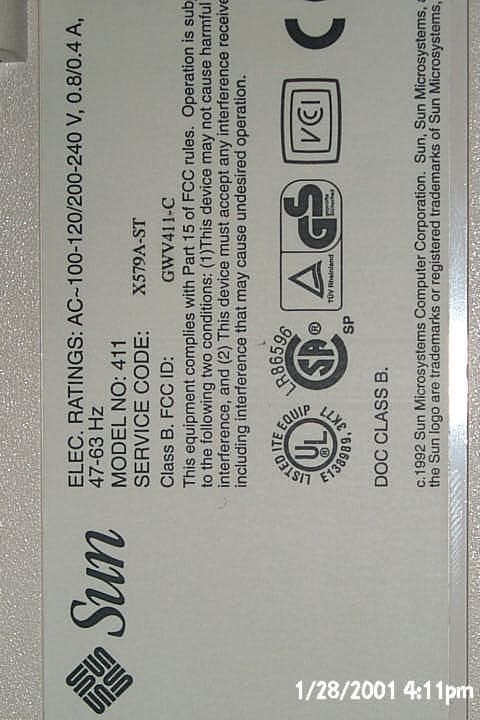 Sun
ELEC. RATINGS: AC~100-120/200-240 V, 0.8/0.4 A,
47-63 Hz
MODEL NO: 411
SERVICE CODE: X579A-ST
Class B. FCC ID: GWV411-C
This equipment complies with Part 15 of FCC rules. Operation is sub
to the following two conditions: (1)This device may not cause harmful
interference, and (2) This device must accept any interference receive
including interference that may cause undesired operation.
LISTED ITE EQUIP
UL ®
E138989, 3K71
LR86596
SA ®
SP
TÜV Rheinland
GS
VCI
CE
DOC CLASS B.
c.1992 Sun Microsystems Computer Corporation. Sun, Sun Microsystems,
the Sun logo are trademarks or registered trademarks of Sun Microsystems,
1/28/2001 4:11pm